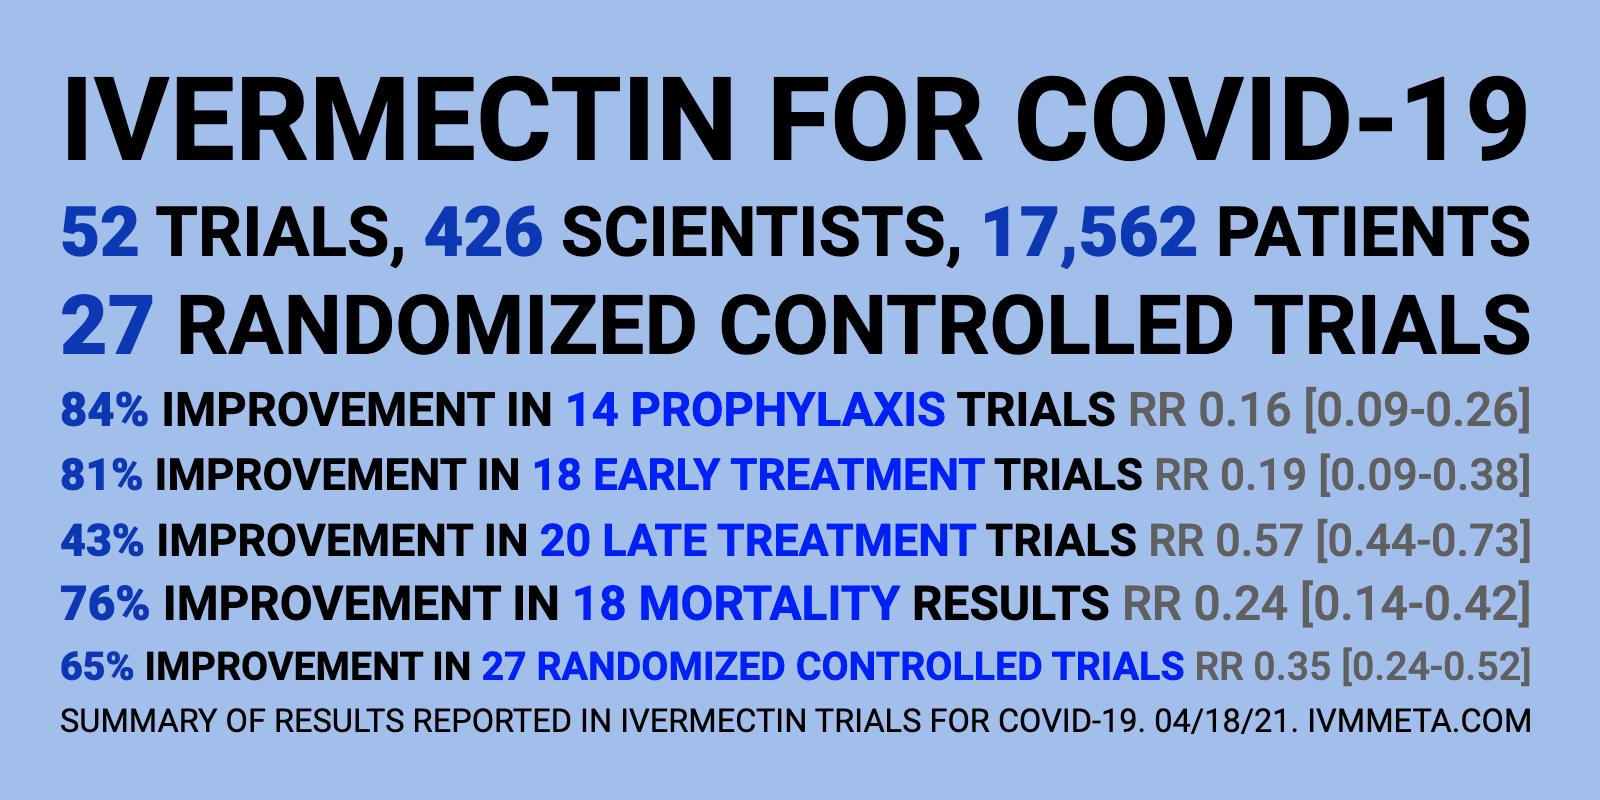 IVERMECTIN FOR COVID-19
52 TRIALS, 426 SCIENTISTS, 17,562 PATIENTS
27 RANDOMIZED CONTROLLED TRIALS
84% IMPROVEMENT IN 14 PROPHYLAXIS TRIALS RR 0.16 [0.09-0.26]
81% IMPROVEMENT IN 18 EARLY TREATMENT TRIALS RR 0.19 [0.09-0.38]
43% IMPROVEMENT IN 20 LATE TREATMENT TRIALS RR 0.57 [0.44-0.73]
76% IMPROVEMENT IN 18 MORTALITY RESULTS RR 0.24 [0.14-0.42]
65% IMPROVEMENT IN 27 RANDOMIZED CONTROLLED TRIALS RR 0.35 [0.24-0.52]
SUMMARY OF RESULTS REPORTED IN IVERMECTIN TRIALS FOR COVID-19. 04/18/21. IVMMETA.COM